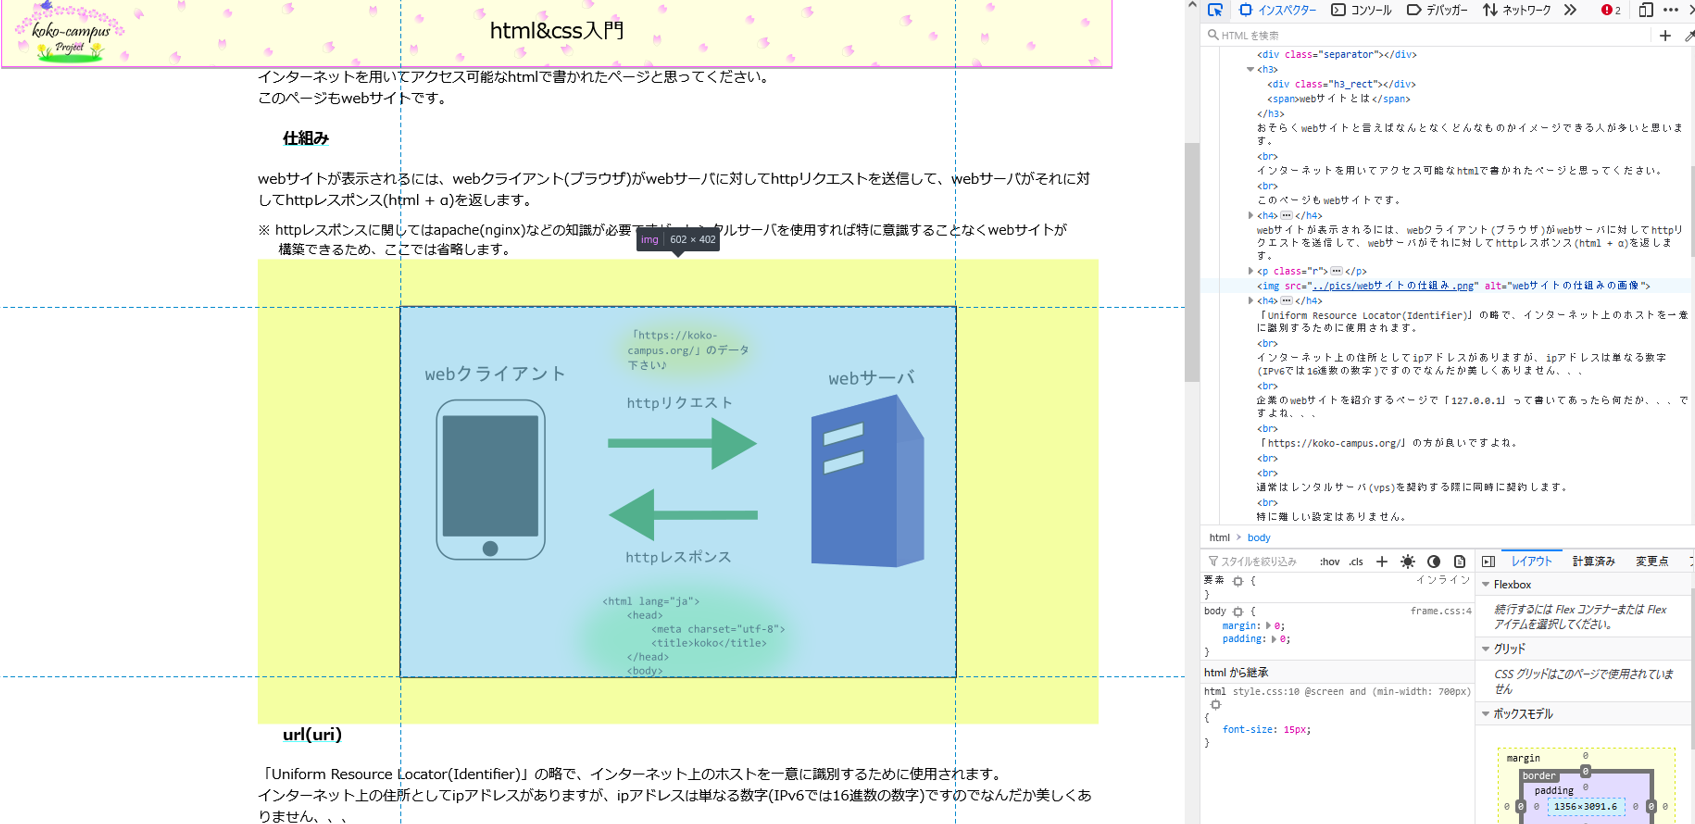 koko-campus
Project
html&css入門
インターネットを用いてアクセス可能なhtmlで書かれたページと思ってください。
このページもwebサイトです。
仕組み
webサイトが表示されるには、webクライアント(ブラウザ)がwebサーバに対してhttpリクエストを送信して、webサーバがそれに対
してhttpレスポンス(html + α)を返します。
※ httpレスポンスに関してはapache(nginx)などの知識が必要ですが、レンタルサーバを使用すれば特に意識することなくwebサイトが
構築できるため、ここでは省略します。
img 602 × 402
「https://koko-
campus.org/」のデータ
下さい♪
webクライアント
webサーバ
httpリクエスト
httpレスポンス
<html lang="ja">
<head>
<meta charset="utf-8">
<title>koko</title>
</head>
<body>
url(uri)
「Uniform Resource Locator(Identifier)」の略で、インターネット上のホストを一意に識別するために使用されます。
インターネット上の住所としてipアドレスがありますが、ipアドレスは単なる数字(IPv6では16進数の数字)ですのでなんだか美しくあ
りません、、、
インスペクター コンソール デバッガー ネットワーク 2
HTML を検索
<div class="separator"></div>
<h3>
<div class="h3_rect"></div>
<span>webサイトとは</span>
</h3>
おそらくwebサイトと言えばなんとなくどんなものかイメージできる人が多いと思いま
す。
<br>
インターネットを用いてアクセス可能なhtmlで書かれたページと思ってください。
<br>
このページもwebサイトです。
<h4></h4>
webサイトが表示されるには、webクライアント(ブラウザ)がwebサーバに対してhttpリ
クエストを送信して、webサーバがそれに対してhttpレスポンス(html + α)を返しま
す。
<p class="r"></p>
<img src="../pics/webサイトの仕組み.png" alt="webサイトの仕組みの画像">
<h4></h4>
「Uniform Resource Locator(Identifier)」の略で、インターネット上のホストを一意
に識別するために使用されます。
<br>
インターネット上の住所としてipアドレスがありますが、ipアドレスは単なる数字
(IPv6では16進数の数字)ですのでなんだか美しくありません、、、
<br>
企業のwebサイトを紹介するページで「127.0.0.1」って書いてあったら何だか、、、で
すよね、、、
<br>
「https://koko-campus.org/」の方が良いですよね。
<br>
<br>
通常はレンタルサーバ(vps)を契約する際に同時に契約します。
<br>
特に難しい設定はありません。
html > body
スタイルを絞り込み :hov .cls +
要素 { インライン
}
body { frame.css:4
margin: 0;
padding: 0;
}
html から継承
html style.css:10 @screen and (min-width: 700px)
{
font-size: 15px;
}
レイアウト 計算済み 変更点
Flexbox
続行するには Flex コンテナーまたは Flex
アイテムを選択してください。
グリッド
CSS グリッドはこのページで使用されていま
せん
ボックスモデル
margin 0
border 0
padding 0
0 0 0 1356×3091.6 0 0 0